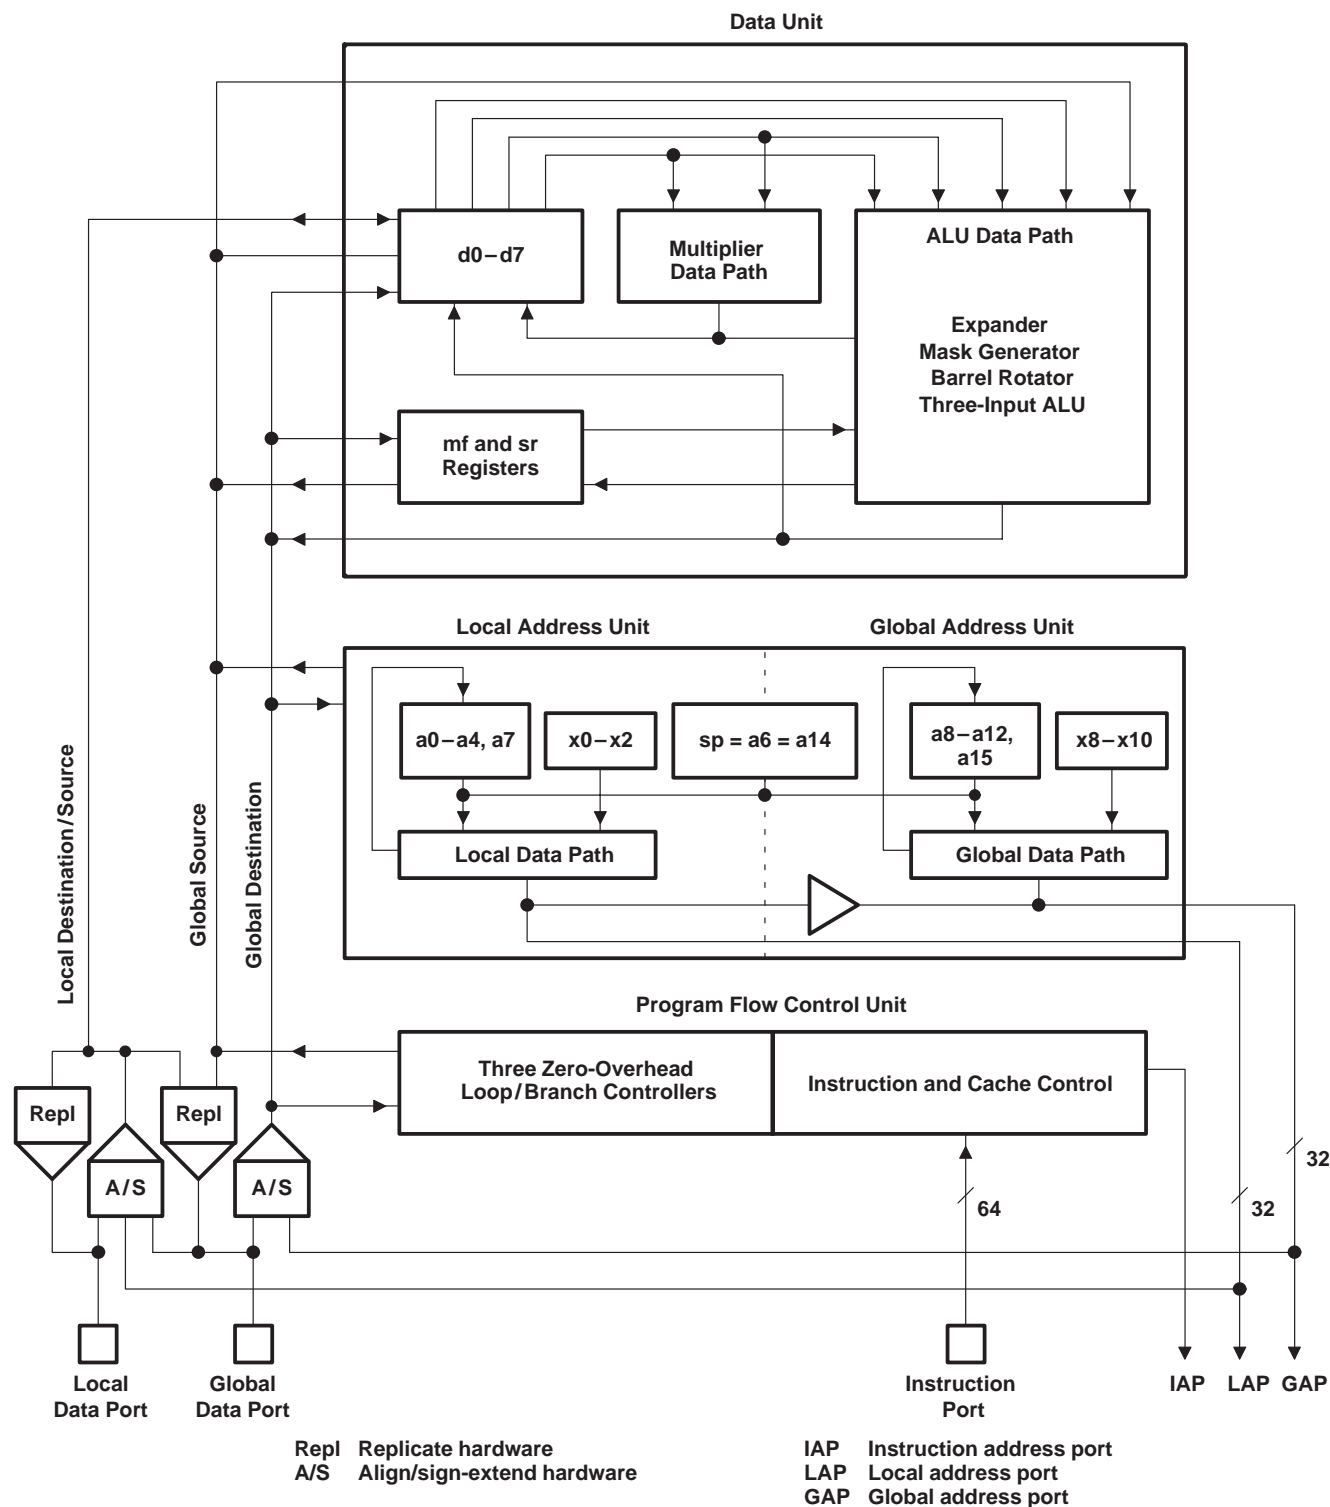 Data Unit
d0–d7
Multiplier
Data Path
ALU Data Path
Expander
Mask Generator
Barrel Rotator
Three-Input ALU
mf and sr
Registers
Local Address Unit
Global Address Unit
a0–a4, a7
x0–x2
sp = a6 = a14
a8–a12,
a15
x8–x10
Local Data Path
Global Data Path
Local Destination/Source
Global Source
Global Destination
Program Flow Control Unit
Three Zero-Overhead
Loop/Branch Controllers
Instruction and Cache Control
Repl
Repl
A/S
A/S
64
32
32
Local
Data Port
Global
Data Port
Instruction
Port
IAP
LAP
GAP
Repl Replicate hardware
A/S Align/sign-extend hardware
IAP Instruction address port
LAP Local address port
GAP Global address port